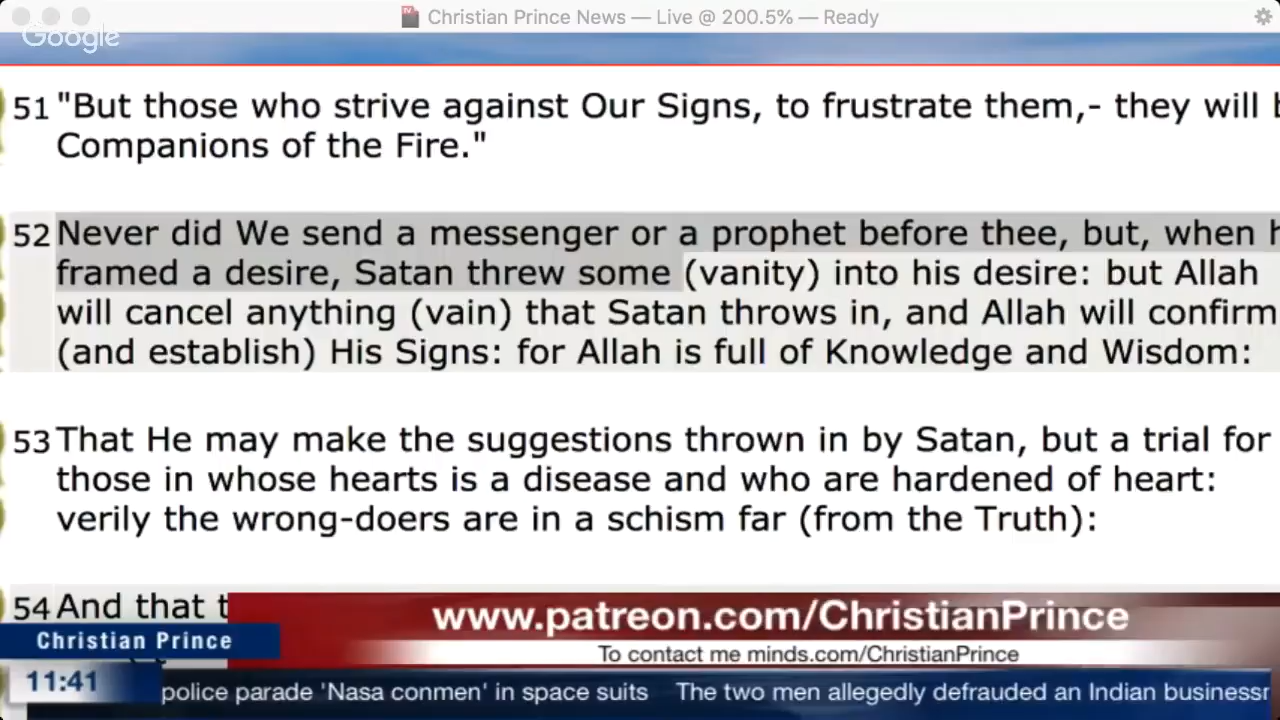 Christian Prince News — Live @ 200.5% — Ready
Google
51 "But those who strive against Our Signs, to frustrate them,- they will
Companions of the Fire."
52 Never did We send a messenger or a prophet before thee, but, when
framed a desire, Satan threw some (vanity) into his desire: but Allah
will cancel anything (vain) that Satan throws in, and Allah will confirm
(and establish) His Signs: for Allah is full of Knowledge and Wisdom:
53 That He may make the suggestions thrown in by Satan, but a trial for
those in whose hearts is a disease and who are hardened of heart:
verily the wrong-doers are in a schism far (from the Truth):
54 And that
www.patreon.com/ChristianPrince
Christian Prince
To contact me minds.com/ChristianPrince
11:41
police parade 'Nasa conmen' in space suits The two men allegedly defrauded an Indian